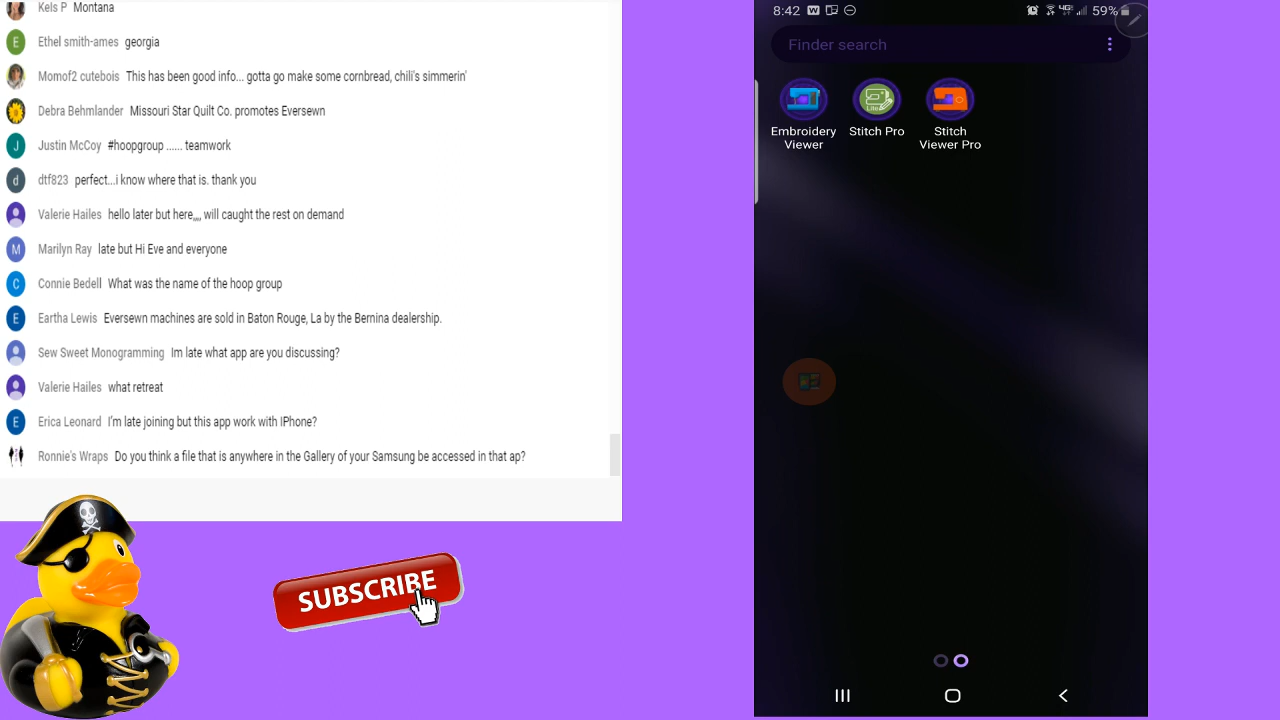 Kels P Montana
Ethel smith-ames georgia
Momof2 cutebois This has been good info... gotta go make some cornbread, chili's simmerin'
Debra Behmlander Missouri Star Quilt Co. promotes Eversewn
J Justin McCoy #hoopgroup ...... teamwork
d dtf823 perfect...i know where that is. thank you
Valerie Hailes hello later but here,,,, will caught the rest on demand
M Marilyn Ray late but Hi Eve and everyone
C Connie Bedell What was the name of the hoop group
E Eartha Lewis Eversewn machines are sold in Baton Rouge, La by the Bernina dealership.
Sew Sweet Monogramming Im late what app are you discussing?
Valerie Hailes what retreat
E Erica Leonard I'm late joining but this app work with IPhone?
Ronnie's Wraps Do you think a file that is anywhere in the Gallery of your Samsung be accessed in that ap?
SUBSCRIBE
8:42 W 59%
Finder search
Lite
Embroidery Viewer
Stitch Pro
Stitch Viewer Pro